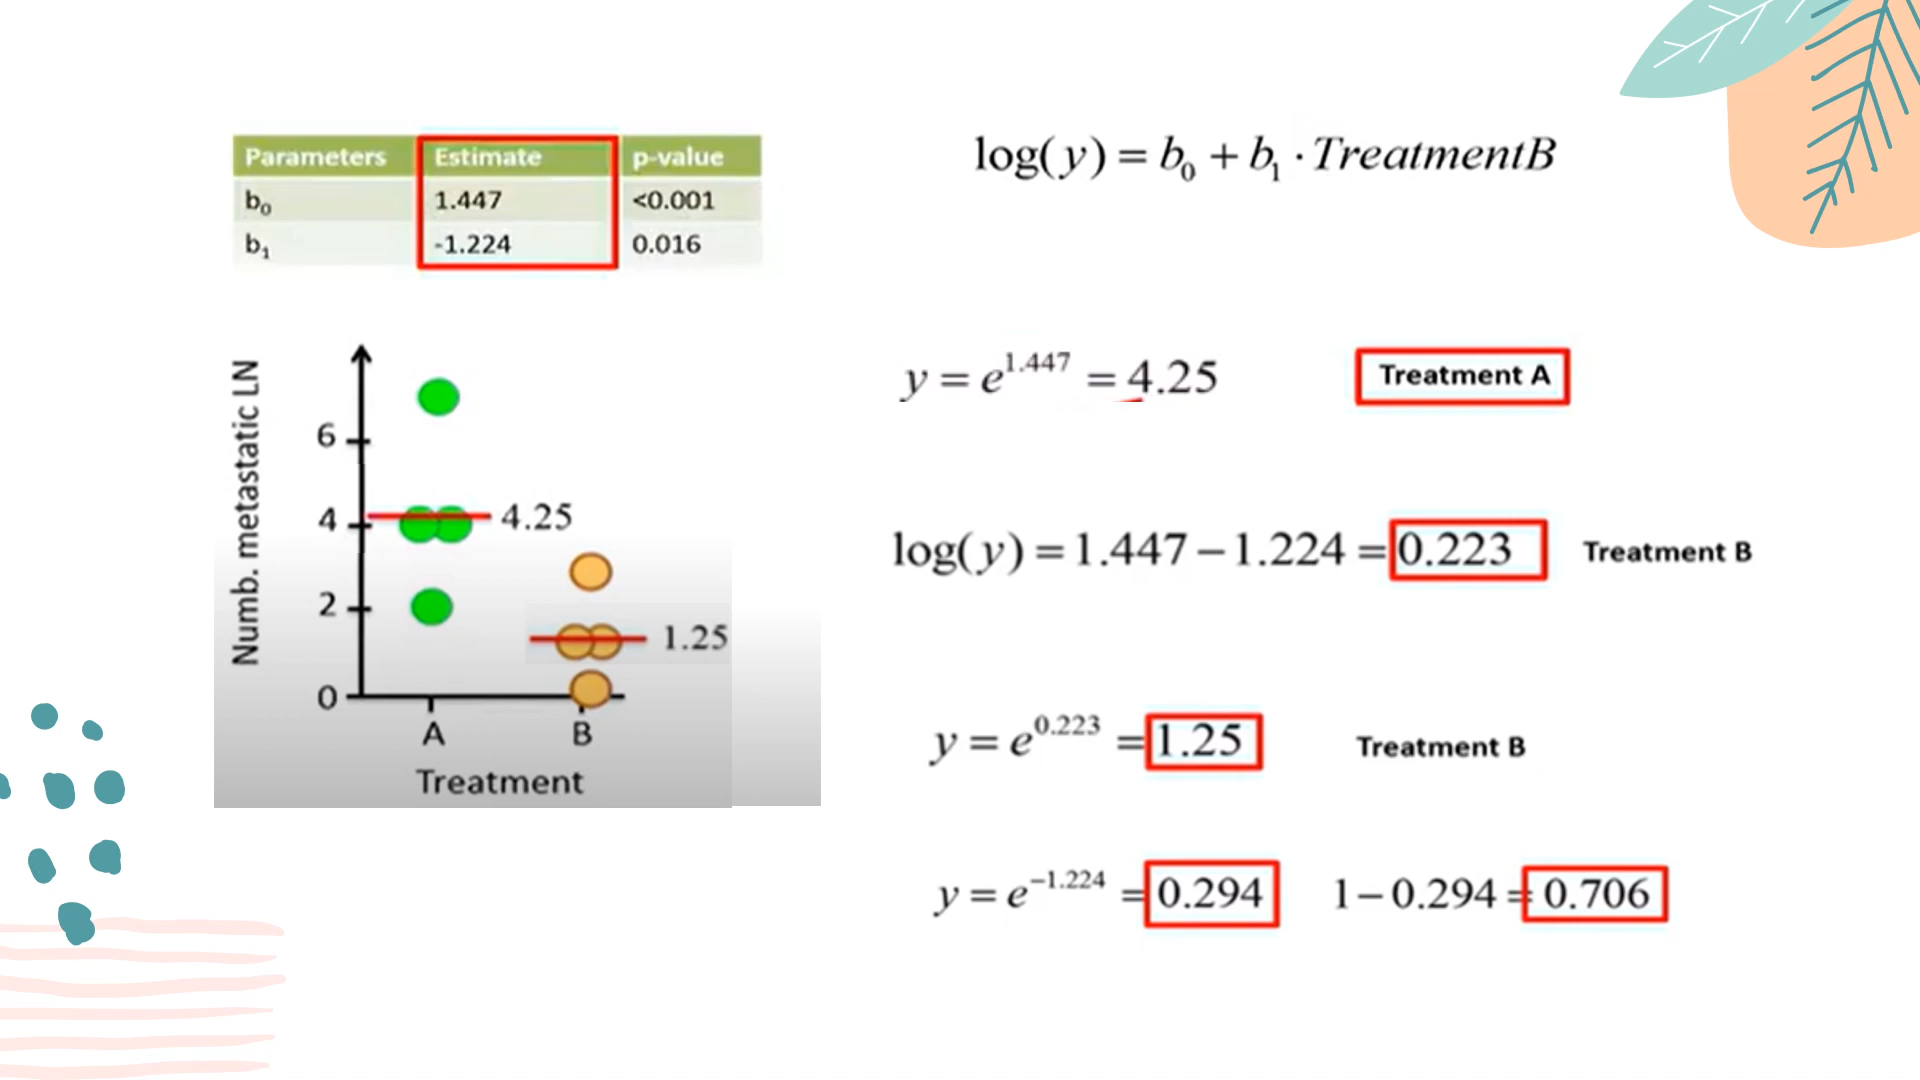 Parameters Estimate p-value
b₀ 1.447 <0.001
b₁ -1.224 0.016
log(y) = b₀ + b₁ · TreatmentB
Numb. metastatic LN
6
4
2
0
4.25
1.25
A B
Treatment
y = e^1.447 = 4.25 Treatment A
log(y) = 1.447 − 1.224 = 0.223 Treatment B
y = e^0.223 = 1.25 Treatment B
y = e^−1.224 = 0.294 1 − 0.294 = 0.706